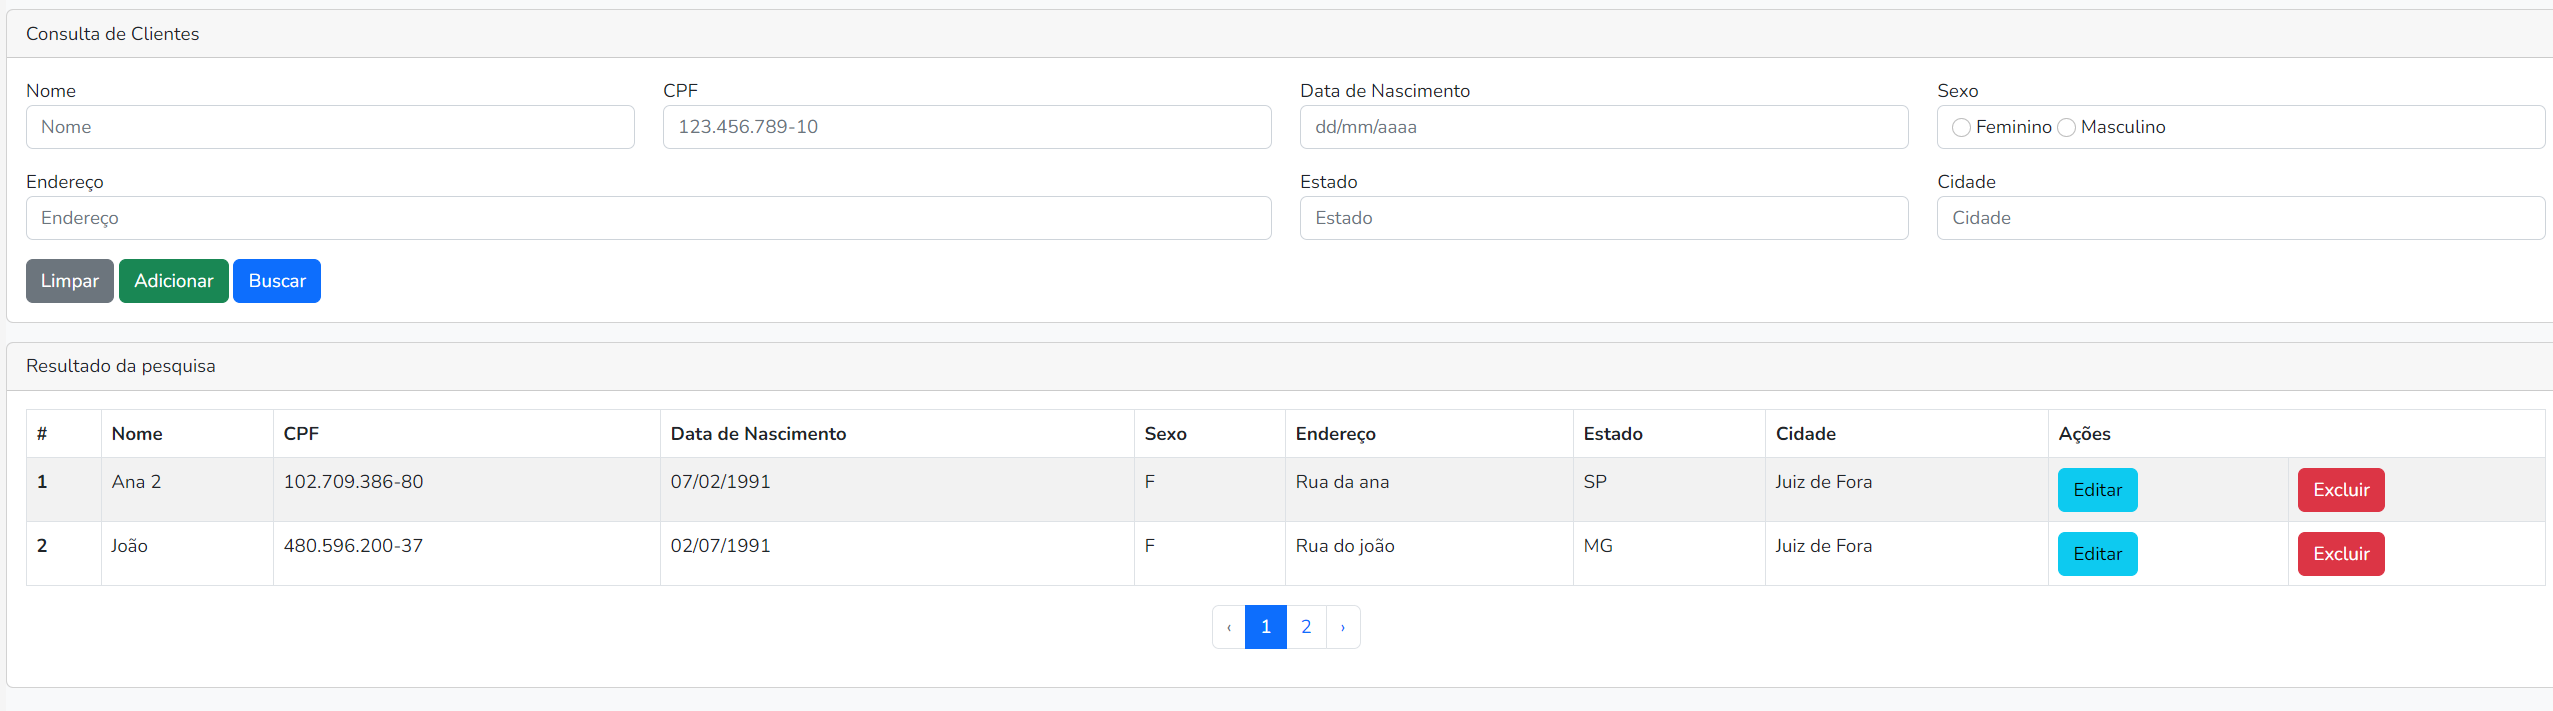 Consulta de Clientes
Nome CPF Data de Nascimento Sexo
Nome 123.456.789-10 dd/mm/aaaa Feminino Masculino
Endereço Estado Cidade
Endereço Estado Cidade
Limpar Adicionar Buscar
Resultado da pesquisa
# Nome CPF Data de Nascimento Sexo Endereço Estado Cidade Ações
1 Ana 2 102.709.386-80 07/02/1991 F Rua da ana SP Juiz de Fora Editar Excluir
2 João 480.596.200-37 02/07/1991 F Rua do joão MG Juiz de Fora Editar Excluir
‹ 1 2 ›